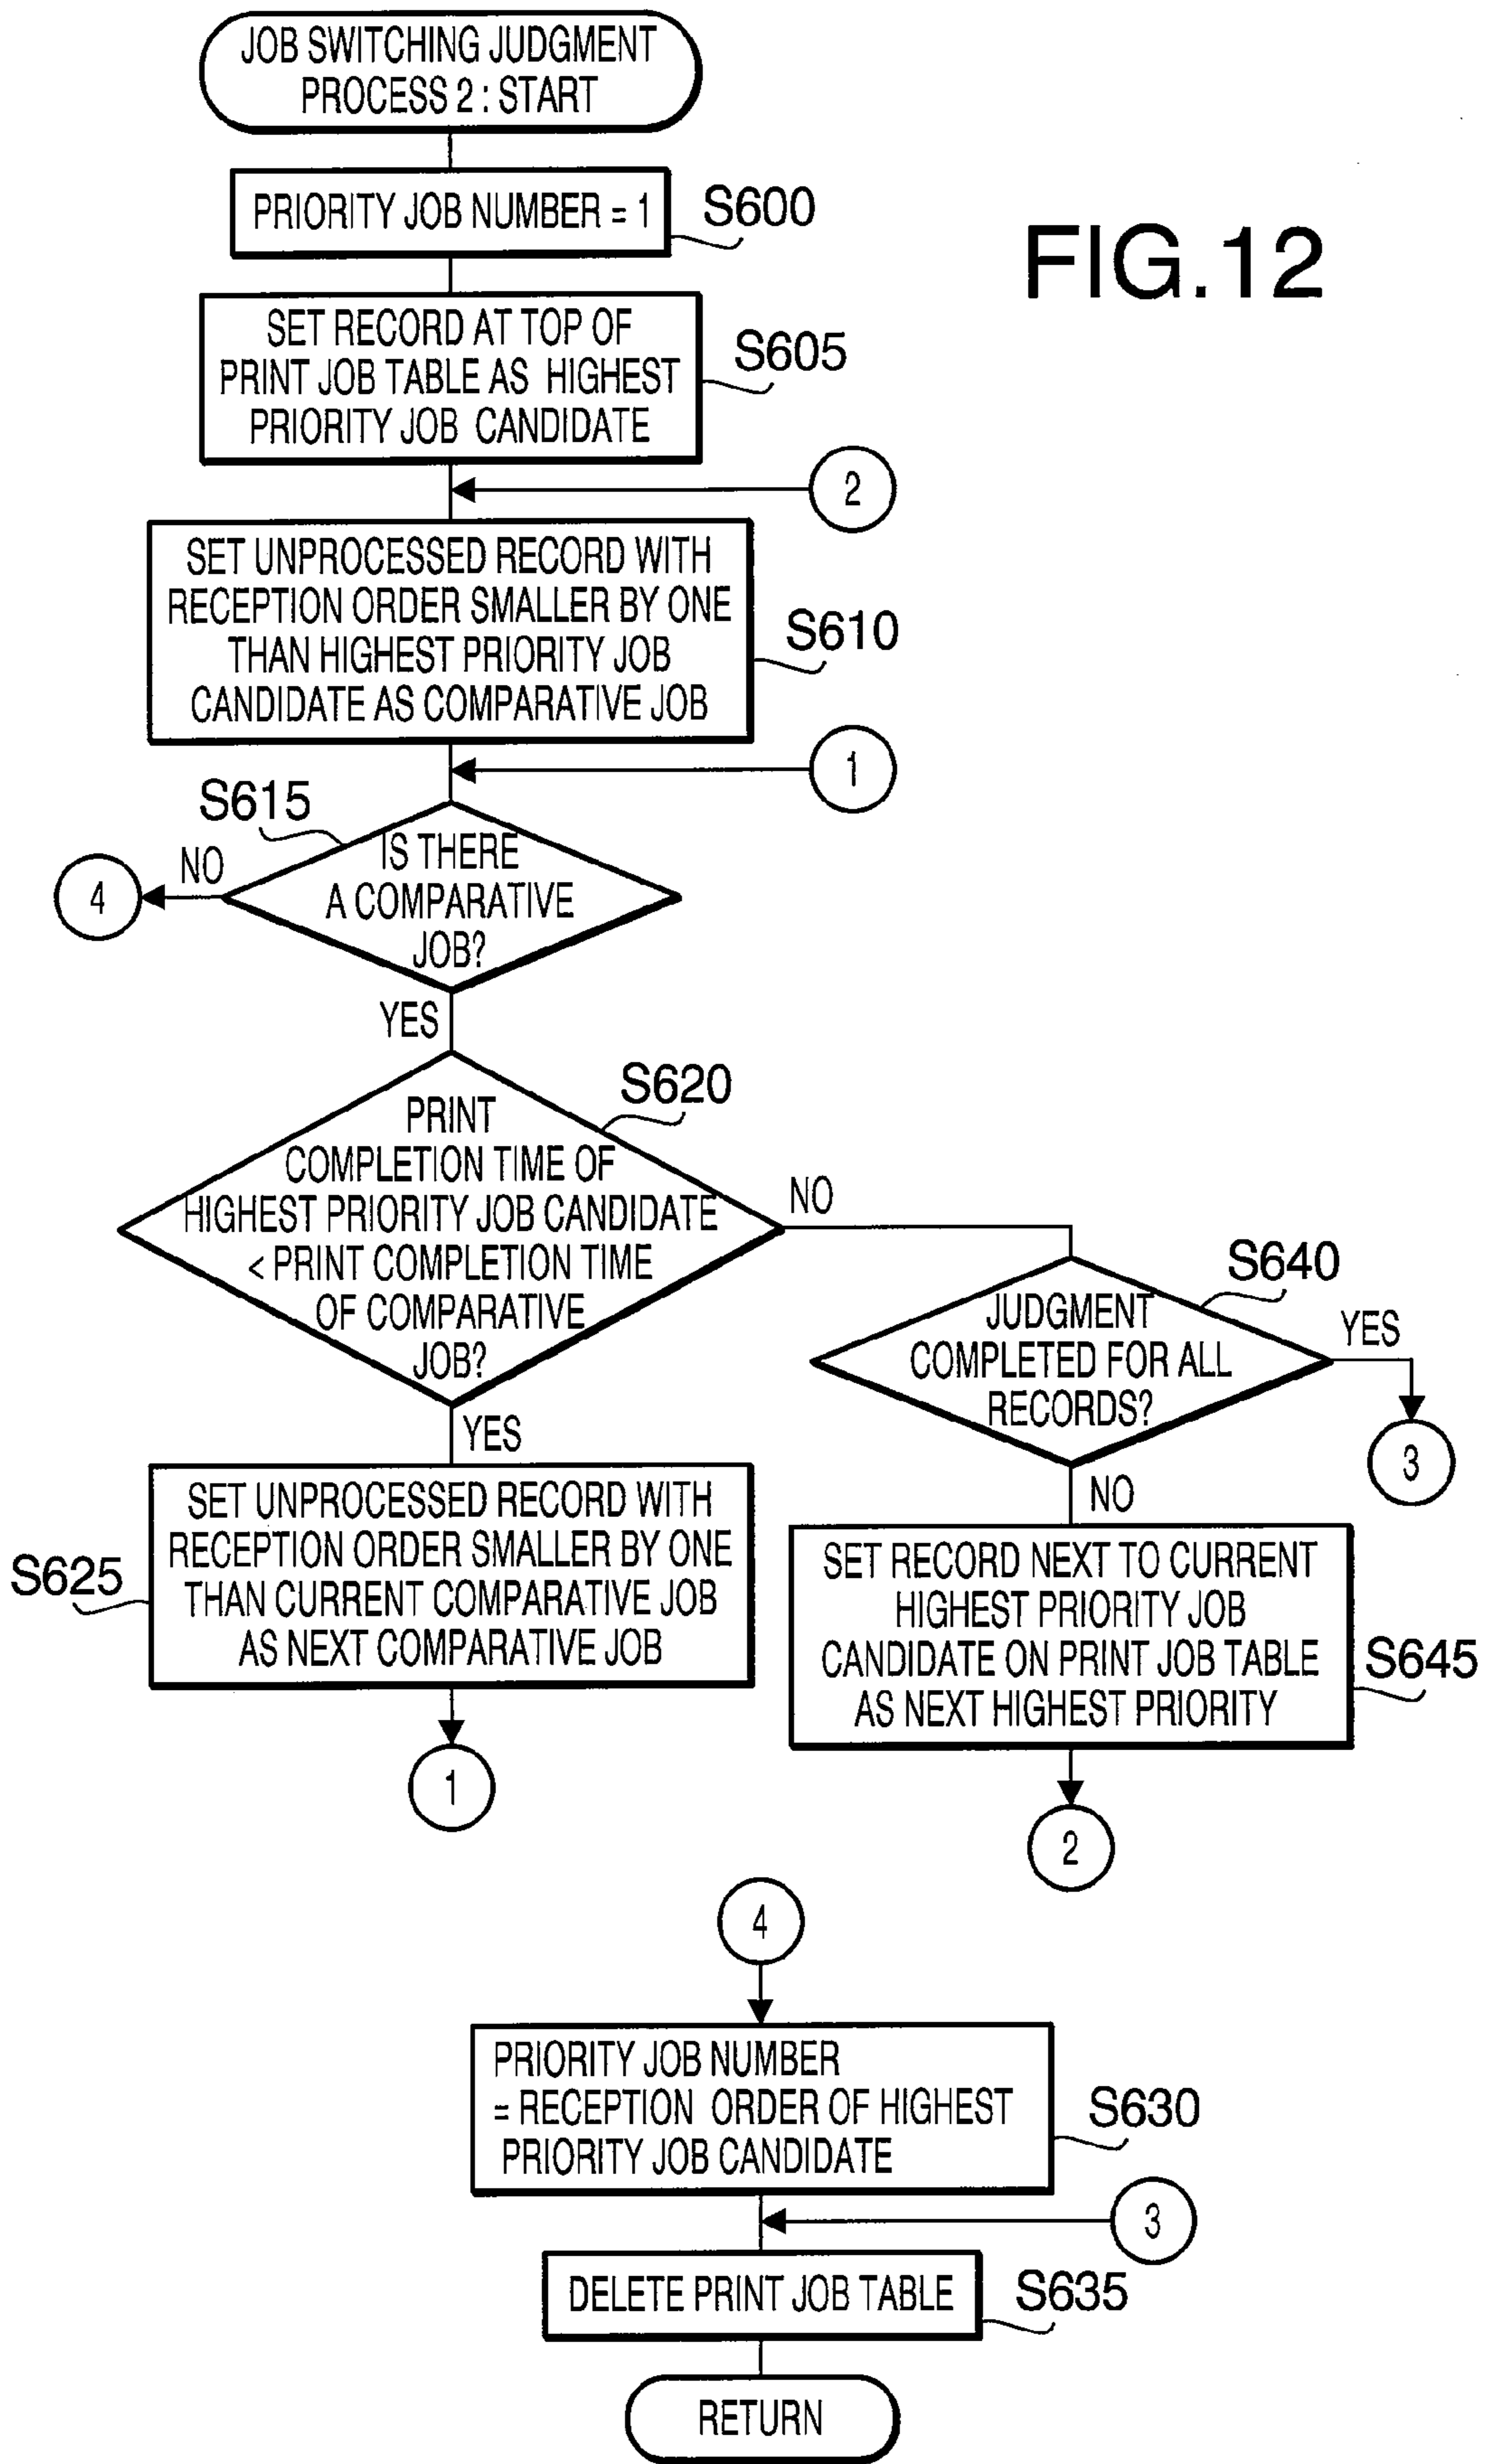 JOB SWITCHING JUDGMENT
PROCESS 2 : START
PRIORITY JOB NUMBER = 1
S600
FIG.12
SET RECORD AT TOP OF
PRINT JOB TABLE AS HIGHEST
PRIORITY JOB CANDIDATE
S605
2
SET UNPROCESSED RECORD WITH
RECEPTION ORDER SMALLER BY ONE
THAN HIGHEST PRIORITY JOB
CANDIDATE AS COMPARATIVE JOB
S610
1
S615
IS THERE
A COMPARATIVE
JOB?
NO
4
YES
S620
PRINT
COMPLETION TIME OF
HIGHEST PRIORITY JOB CANDIDATE
< PRINT COMPLETION TIME
OF COMPARATIVE
JOB?
NO
S640
JUDGMENT
COMPLETED FOR ALL
RECORDS?
YES
3
YES
SET UNPROCESSED RECORD WITH
RECEPTION ORDER SMALLER BY ONE
THAN CURRENT COMPARATIVE JOB
AS NEXT COMPARATIVE JOB
S625
1
NO
SET RECORD NEXT TO CURRENT
HIGHEST PRIORITY JOB
CANDIDATE ON PRINT JOB TABLE
AS NEXT HIGHEST PRIORITY
S645
2
4
PRIORITY JOB NUMBER
= RECEPTION ORDER OF HIGHEST
PRIORITY JOB CANDIDATE
S630
3
DELETE PRINT JOB TABLE
S635
RETURN